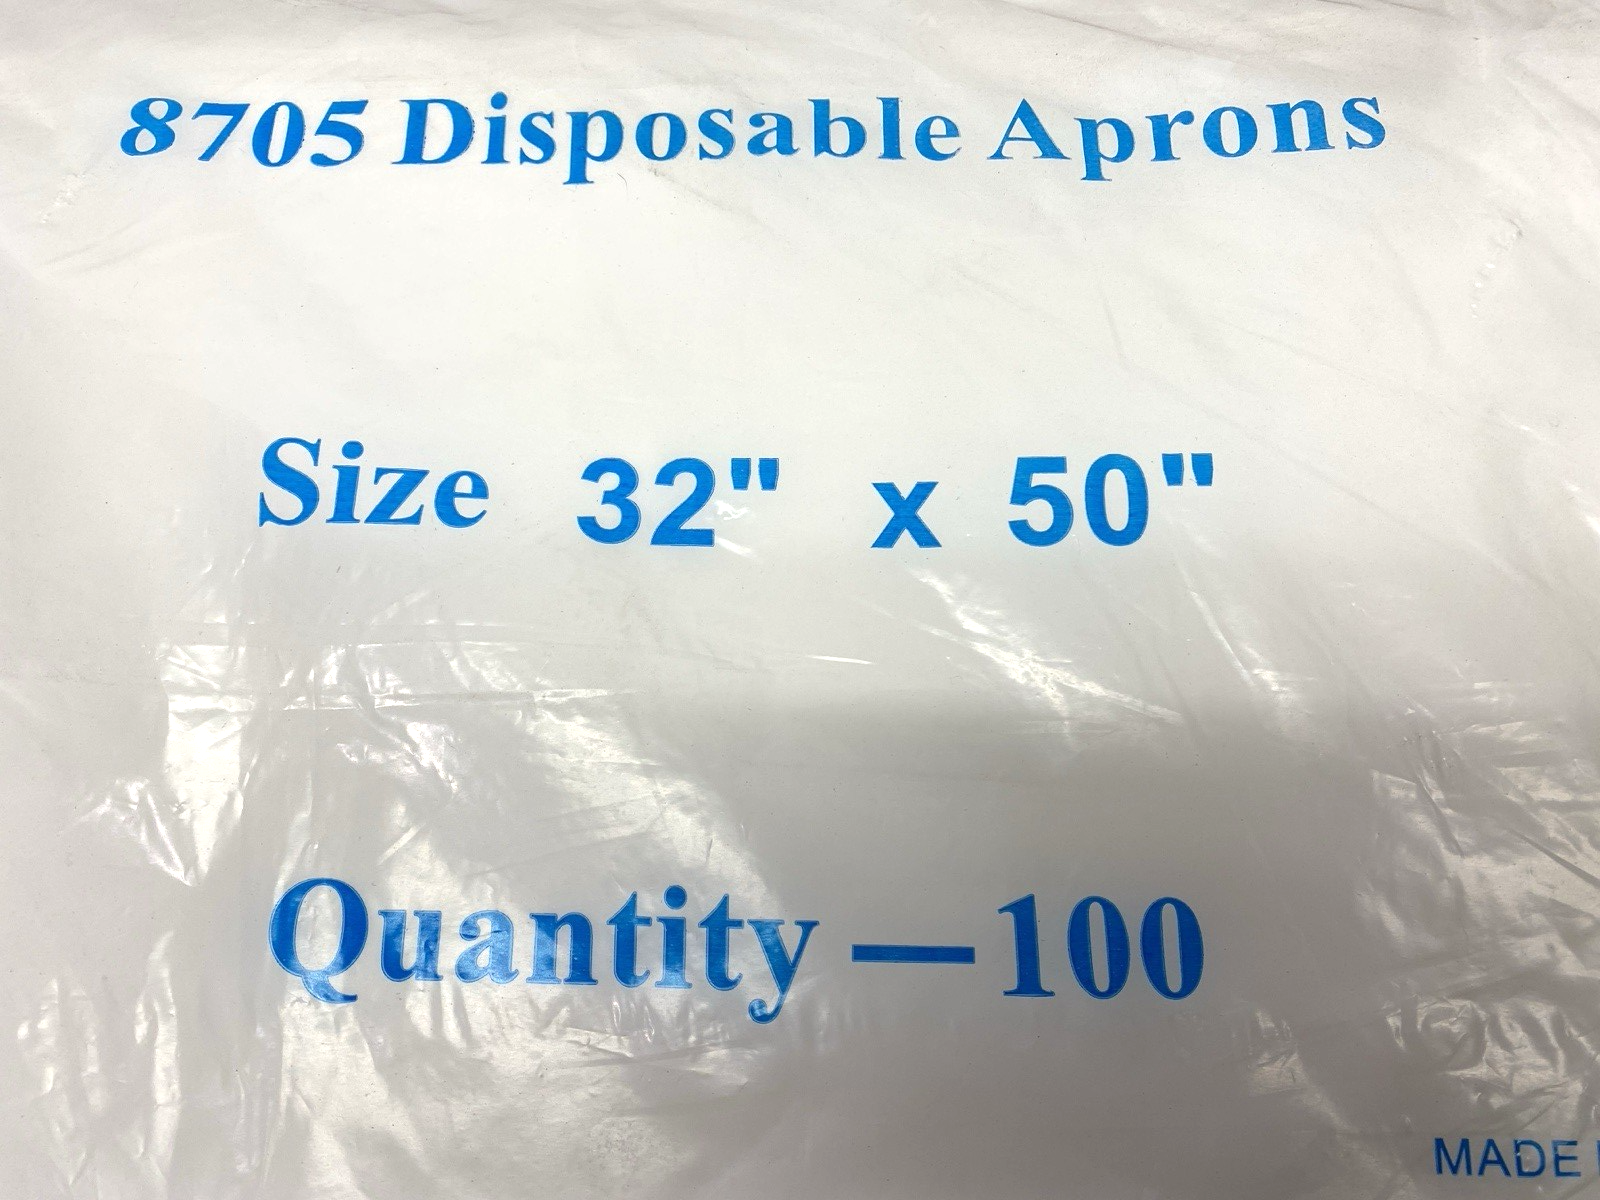 8705 Disposable Aprons
Size 32" x 50"
Quantity — 100
MADE